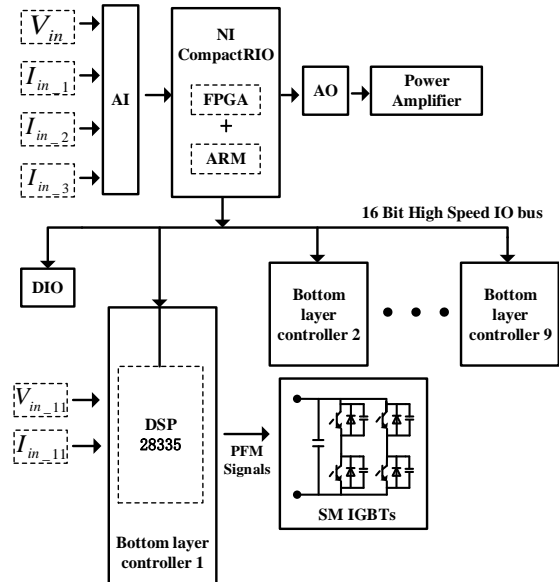 V_in
I_in_1
I_in_2
I_in_3
AI
NI
CompactRIO
FPGA
+
ARM
AO
Power
Amplifier
16 Bit High Speed IO bus
DIO
Bottom
layer
controller 2
Bottom
layer
controller 9
V_in_11
I_in_11
DSP
28335
Bottom layer
controller 1
PFM
Signals
SM IGBTs